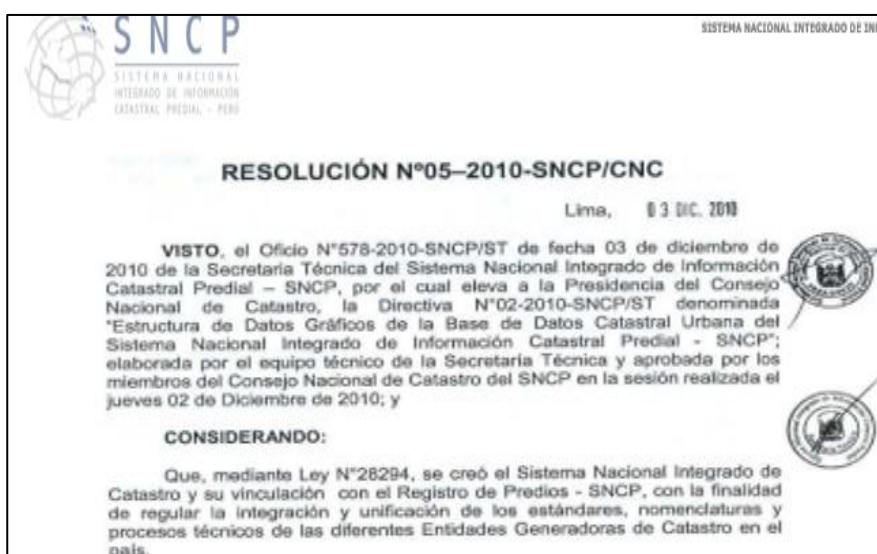 SNCP
SISTEMA NACIONAL
INTEGRADO DE INFORMACIÓN
CATASTRAL PREDIAL - PERÚ
SISTEMA NACIONAL INTEGRADO DE IN
RESOLUCIÓN Nº05–2010-SNCP/CNC
Lima, 03 DIC. 2010
VISTO, el Oficio N°578-2010-SNCP/ST de fecha 03 de diciembre de
2010 de la Secretaria Técnica del Sistema Nacional Integrado de Información
Catastral Predial – SNCP, por el cual eleva a la Presidencia del Consejo
Nacional de Catastro, la Directiva N°02-2010-SNCP/ST denominada
"Estructura de Datos Gráficos de la Base de Datos Catastral Urbana del
Sistema Nacional Integrado de Información Catastral Predial - SNCP";
elaborada por el equipo técnico de la Secretaría Técnica y aprobada por los
miembros del Consejo Nacional de Catastro del SNCP en la sesión realizada el
jueves 02 de Diciembre de 2010; y
CONSIDERANDO:
Que, mediante Ley N°28294, se creó el Sistema Nacional Integrado de
Catastro y su vinculación con el Registro de Predios - SNCP, con la finalidad
de regular la integración y unificación de los estándares, nomenclaturas y
procesos técnicos de las diferentes Entidades Generadoras de Catastro en el
país.